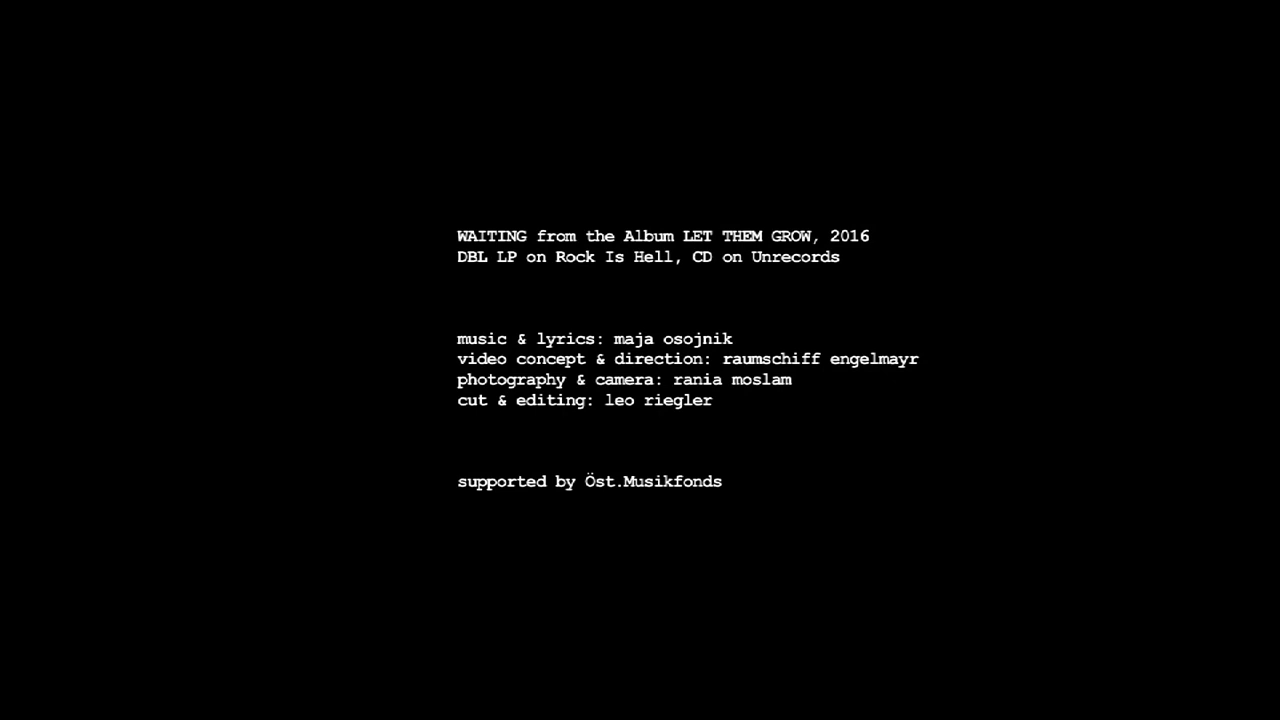 WAITING from the Album LET THEM GROW, 2016
DBL LP on Rock Is Hell, CD on Unrecords
music & lyrics: maja osojnik
video concept & direction: raumschiff engelmayr
photography & camera: rania moslam
cut & editing: leo riegler
supported by Öst.Musikfonds